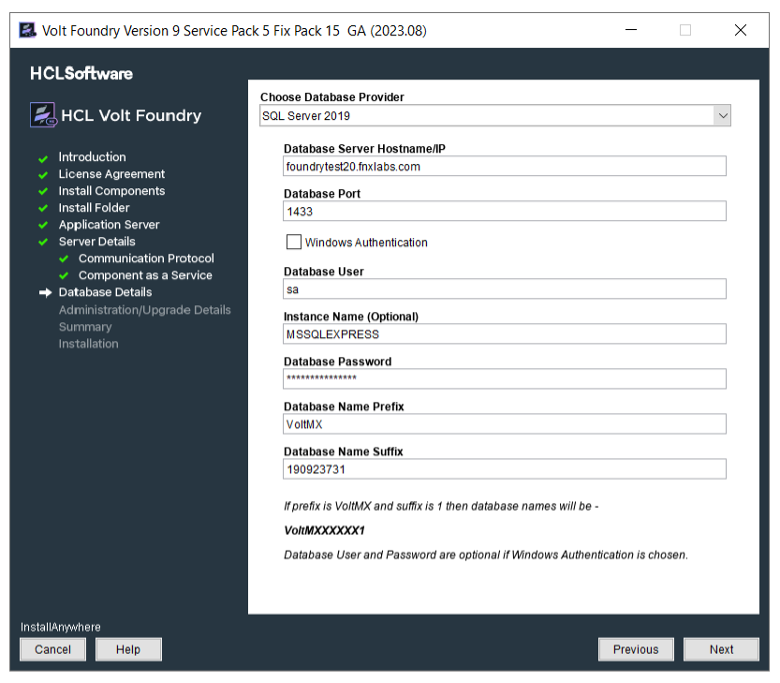 Volt Foundry Version 9 Service Pack 5 Fix Pack 15 GA (2023.08)
HCLSoftware
HCL Volt Foundry
Introduction
License Agreement
Install Components
Install Folder
Application Server
Server Details
Communication Protocol
Component as a Service
Database Details
Administration/Upgrade Details
Summary
Installation
Choose Database Provider
SQL Server 2019
Database Server Hostname/IP
foundrytest20.fnxlabs.com
Database Port
1433
Windows Authentication
Database User
sa
Instance Name (Optional)
MSSQLEXPRESS
Database Password
***************
Database Name Prefix
VoltMX
Database Name Suffix
190923731
If prefix is VoltMX and suffix is 1 then database names will be -
VoltMXXXXXX1
Database User and Password are optional if Windows Authentication is chosen.
InstallAnywhere
Cancel
Help
Previous
Next